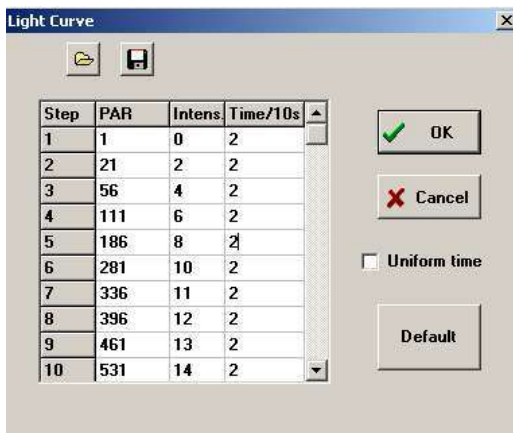 Light Curve
Step PAR Intens. Time/10s
1 1 0 2
2 21 2 2
3 56 4 2
4 111 6 2
5 186 8 2
6 281 10 2
7 336 11 2
8 396 12 2
9 461 13 2
10 531 14 2
OK
Cancel
Uniform time
Default